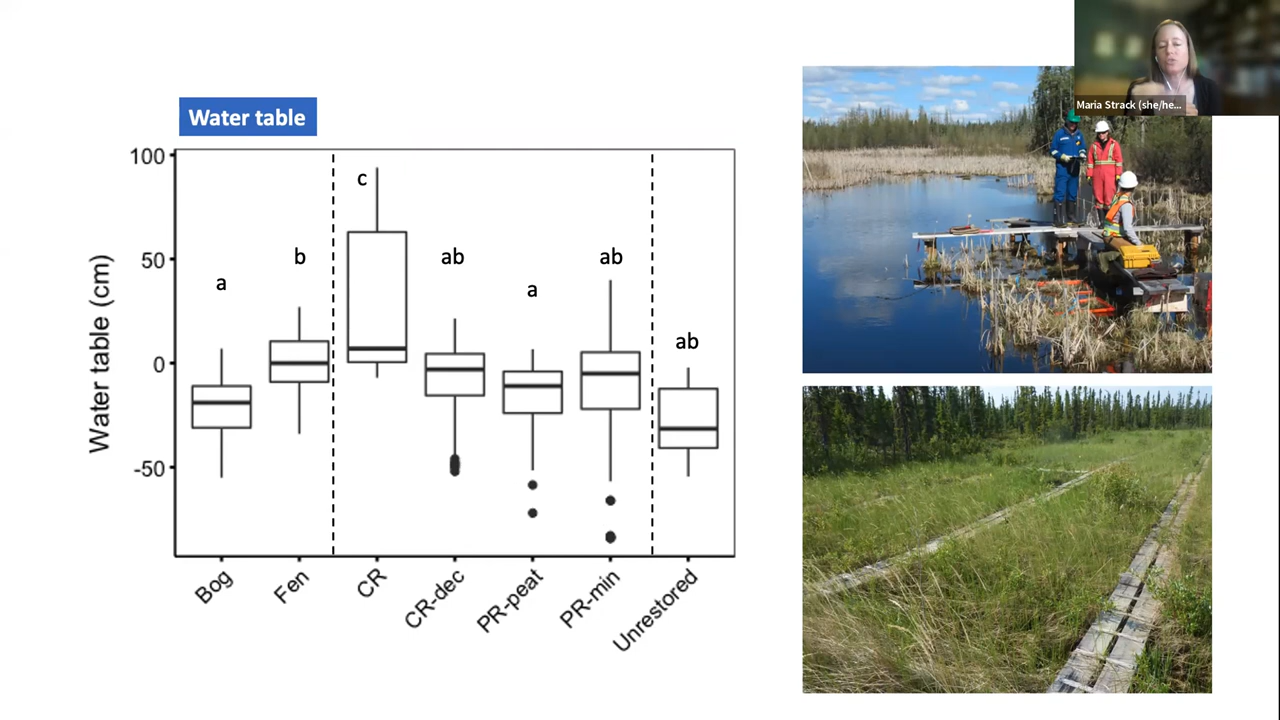 Water table
Water table (cm)
100
50
0
-50
a
b
c
ab
a
ab
ab
Bog
Fen
CR
CR-dec
PR-peat
PR-min
Unrestored
Maria Strack (she/he...